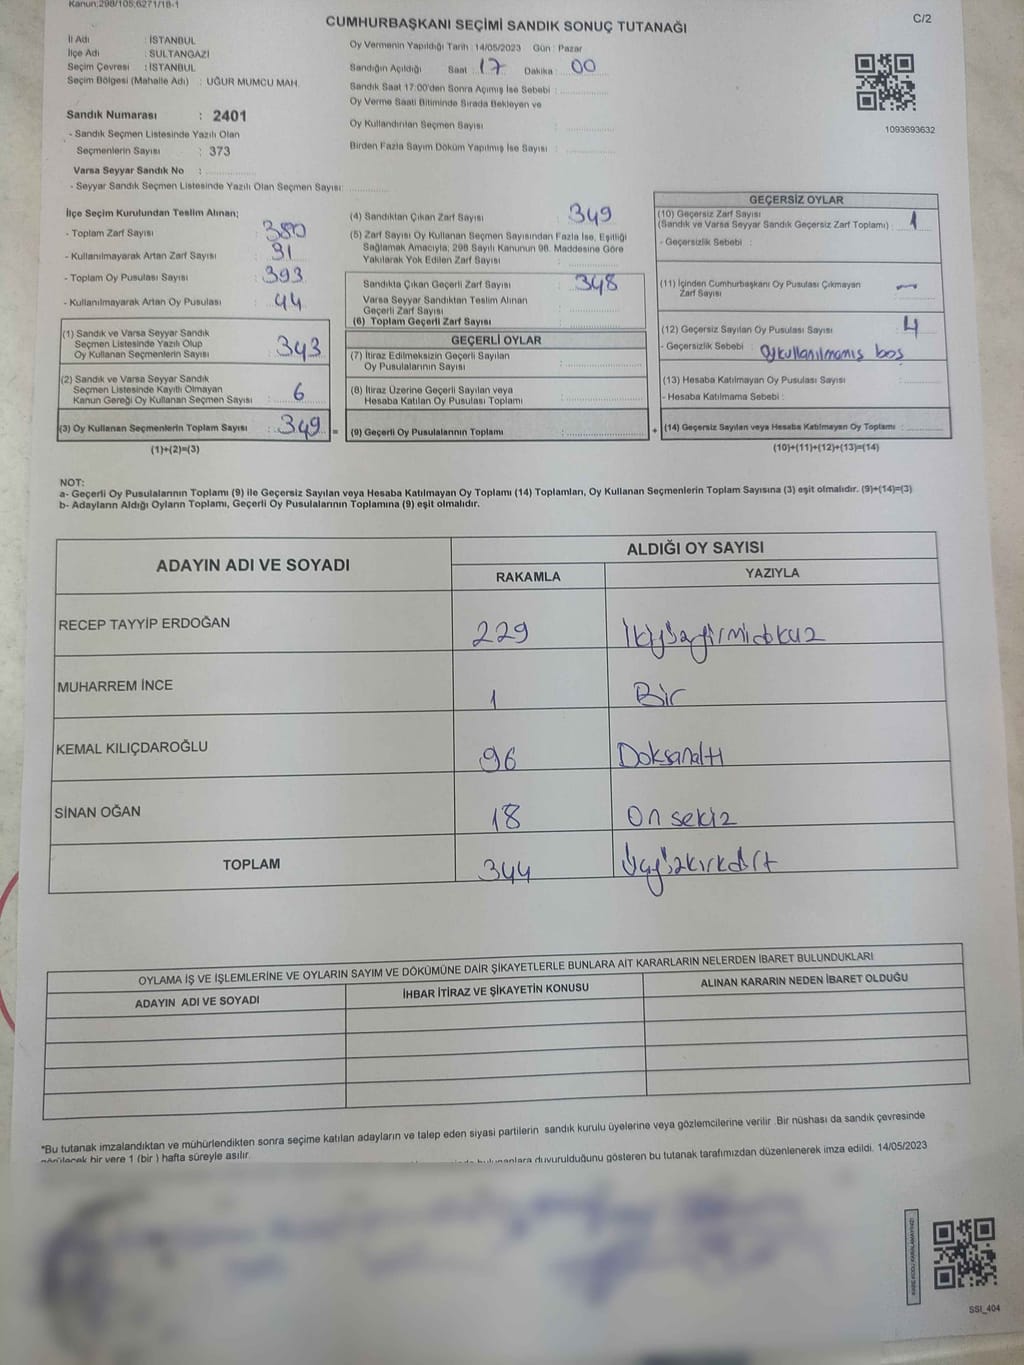 Kanun:298/105;6271/18-1
C/2
CUMHURBAŞKANI SEÇİMİ SANDIK SONUÇ TUTANAĞI
İl Adı : İSTANBUL
İlçe Adı : SULTANGAZİ
Seçim Çevresi : İSTANBUL
Seçim Bölgesi (Mahalle Adı) : UĞUR MUMCU MAH.
Sandık Numarası : 2401
- Sandık Seçmen Listesinde Yazılı Olan
Seçmenlerin Sayısı : 373
Varsa Seyyar Sandık No :
- Seyyar Sandık Seçmen Listesinde Yazılı Olan Seçmen Sayısı:
Oy Vermenin Yapıldığı Tarih : 14/05/2023 Gün : Pazar
Sandığın Açıldığı Saat : 17 Dakika : 00
Sandık Saat 17:00'den Sonra Açımış İse Sebebi :
Oy Verme Saati Bitiminde Sırada Bekleyen ve
Oy Kullandırılan Seçmen Sayısı :
Birden Fazla Sayım Döküm Yapılmış İse Sayısı :
1093693632
İlçe Seçim Kurulundan Teslim Alınan;
- Toplam Zarf Sayısı : 380
- Kullanılmayarak Artan Zarf Sayısı : 31
- Toplam Oy Pusulası Sayısı : 393
- Kullanılmayarak Artan Oy Pusulası : 44
(1) Sandık ve Varsa Seyyar Sandık
Seçmen Listesinde Yazılı Olup
Oy Kullanan Seçmenlerin Sayısı : 343
(2) Sandık ve Varsa Seyyar Sandık
Seçmen Listesinde Kayıtlı Olmayan
Kanun Gereği Oy Kullanan Seçmen Sayısı : 6
(3) Oy Kullanan Seçmenlerin Toplam Sayısı : 349 =
(1)+(2)=(3)
(4) Sandıktan Çıkan Zarf Sayısı : 349
(5) Zarf Sayısı Oy Kullanan Seçmen Sayısından Fazla İse, Eşitliği
Sağlamak Amacıyla, 298 Sayılı Kanunun 98. Maddesine Göre
Yakılarak Yok Edilen Zarf Sayısı :
Sandıkta Çıkan Geçerli Zarf Sayısı : 348
Varsa Seyyar Sandıktan Teslim Alınan
Geçerli Zarf Sayısı :
(6) Toplam Geçerli Zarf Sayısı :
GEÇERLİ OYLAR
(7) İtiraz Edilmeksizin Geçerli Sayılan
Oy Pusulalarının Sayısı :
(8) İtiraz Üzerine Geçerli Sayılan veya
Hesaba Katılan Oy Pusulası Toplamı :
(9) Geçerli Oy Pusulalarının Toplamı : +
GEÇERSİZ OYLAR
(10) Geçersiz Zarf Sayısı
(Sandık ve Varsa Seyyar Sandık Geçersiz Zarf Toplamı) : 1
- Geçersizlik Sebebi :
(11) İçinden Cumhurbaşkanı Oy Pusulası Çıkmayan
Zarf Sayısı : –
(12) Geçersiz Sayılan Oy Pusulası Sayısı : 4
- Geçersizlik Sebebi : oy kullanılmamış boş
(13) Hesaba Katılmayan Oy Pusulası Sayısı :
- Hesaba Katılmama Sebebi :
(14) Geçersiz Sayılan veya Hesaba Katılmayan Oy Toplamı :
(10)+(11)+(12)+(13)=(14)
NOT:
a- Geçerli Oy Pusulalarının Toplamı (9) ile Geçersiz Sayılan veya Hesaba Katılmayan Oy Toplamı (14) Toplamları, Oy Kullanan Seçmenlerin Toplam Sayısına (3) eşit olmalıdır. (9)+(14)=(3)
b- Adayların Aldığı Oyların Toplamı, Geçerli Oy Pusulalarının Toplamına (9) eşit olmalıdır.
ADAYIN ADI VE SOYADI
ALDIĞI OY SAYISI
RAKAMLA YAZIYLA
RECEP TAYYİP ERDOĞAN 229 ikiyüzyirmidokuz
MUHARREM İNCE 1 Bir
KEMAL KILIÇDAROĞLU 96 Doksanaltı
SİNAN OĞAN 18 on sekiz
TOPLAM 344 Üçyüzkırkdört
OYLAMA İŞ VE İŞLEMLERİNE VE OYLARIN SAYIM VE DÖKÜMÜNE DAİR ŞİKAYETLERLE BUNLARA AİT KARARLARIN NELERDEN İBARET BULUNDUKLARI
ADAYIN ADI VE SOYADI İHBAR İTİRAZ VE ŞİKAYETİN KONUSU ALINAN KARARIN NEDEN İBARET OLDUĞU
*Bu tutanak imzalandıktan ve mühürlendikten sonra seçime katılan adayların ve talep eden siyasi partilerin sandık kurulu üyelerine veya gözlemcilerine verilir .Bir nüshası da sandık çevresinde
görülecek bir yere 1 (bir ) hafta süreyle asılır.
bulunanlara duyurulduğunu gösteren bu tutanak tarafımızdan düzenlenerek imza edildi. 14/05/2023
SSI_404